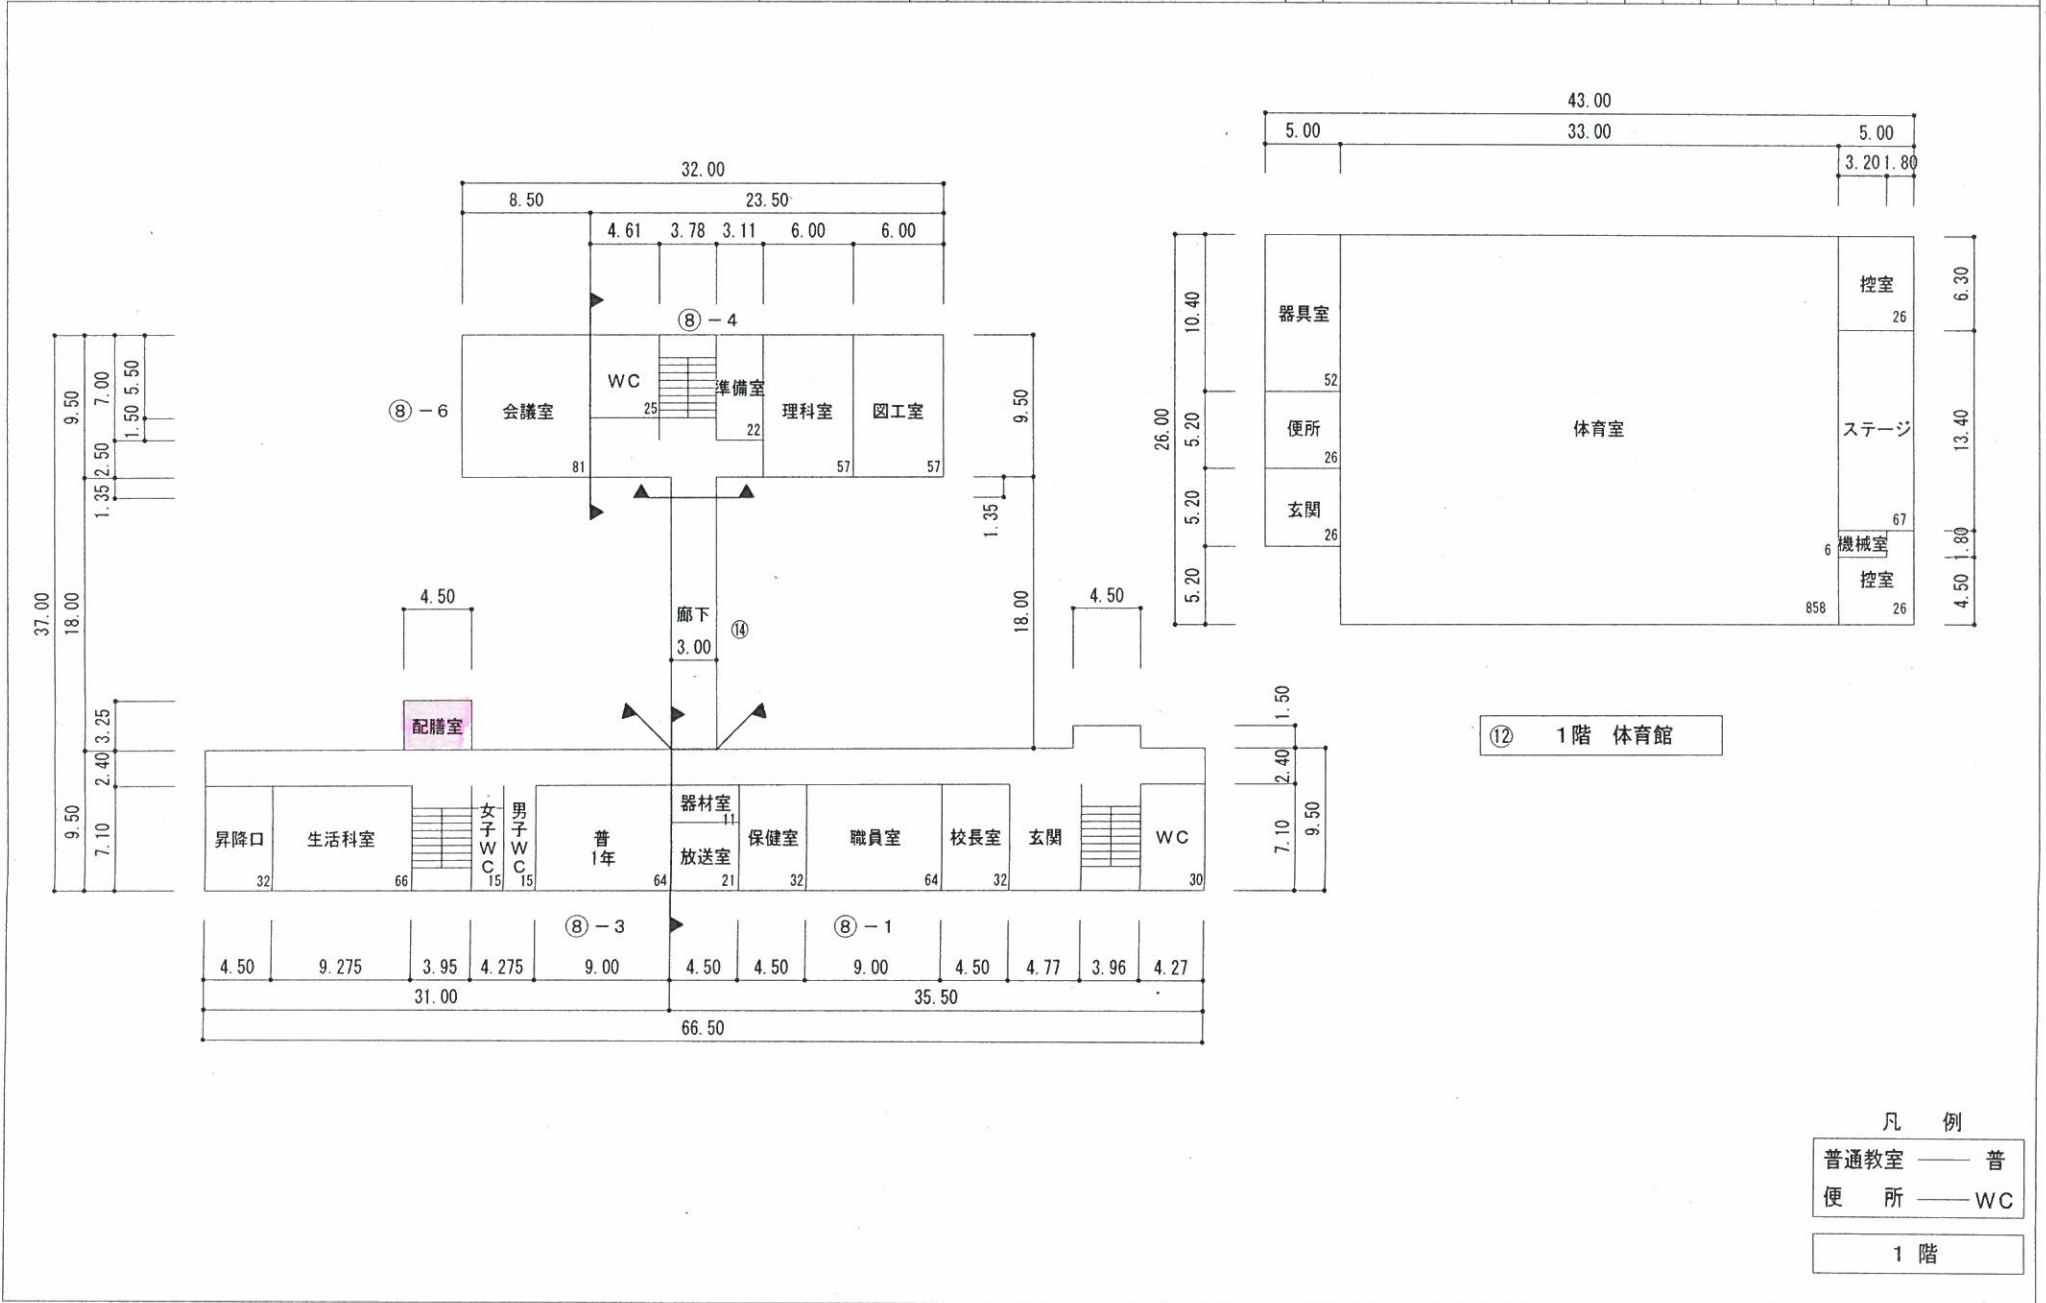 43.00
5.00 33.00 5.00
3.20 1.80
32.00
8.50 23.50
4.61 3.78 3.11 6.00 6.00
⑧－4
⑧－6
会議室
81
WC
25
準備室
22
理科室
57
図工室
57
37.00
9.50
18.00
9.50
7.00
2.50
1.35
5.50
1.50
3.25
2.40
7.10
9.50
1.35
18.00
4.50
配膳室
廊下
3.00
⑭
4.50
1.50
2.40
7.10
9.50
昇降口
32
生活科室
66
女子WC
15
男子WC
15
普
1年
64
器材室
11
放送室
21
保健室
32
職員室
64
校長室
32
玄関
WC
30
⑧－3
⑧－1
4.50 9.275 3.95 4.275 9.00 4.50 4.50 9.00 4.50 4.77 3.96 4.27
31.00 35.50
66.50
26.00
10.40
5.20
5.20
5.20
器具室
52
便所
26
玄関
26
体育室
858
控室
26
ステージ
67
機械室
6
控室
26
6.30
13.40
1.80
4.50
⑫ 1階 体育館
凡 例
普通教室 ―― 普
便 所 ―― WC
1 階